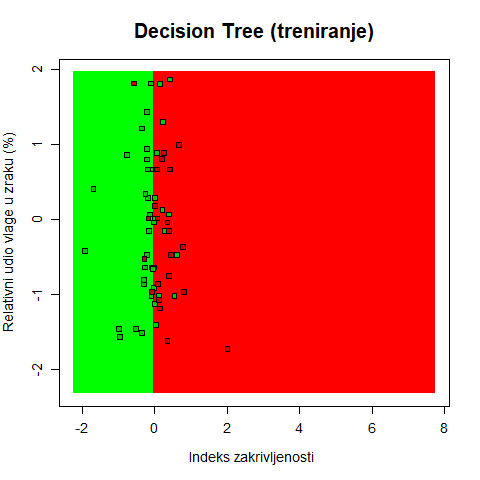 Decision Tree (treniranje)
Relativni udio vlage u zraku (%)
2
1
0
-1
-2
-2 0 2 4 6 8
Indeks zakrivljenosti